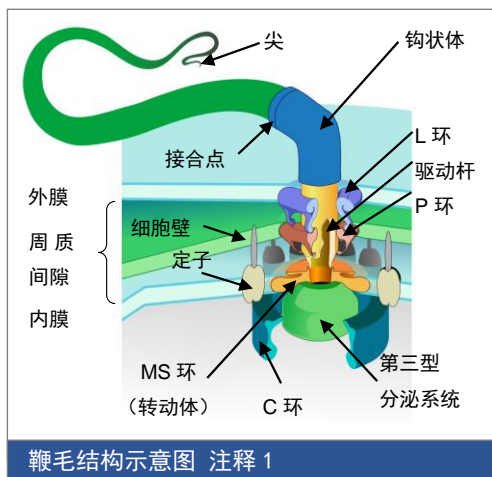 尖
钩状体
接合点
L 环
驱动杆
P 环
外膜
周 质
间隙
内膜
细胞壁
定子
MS 环
（转动体）
C 环
第三型
分泌系统
鞭毛结构示意图 注释 1